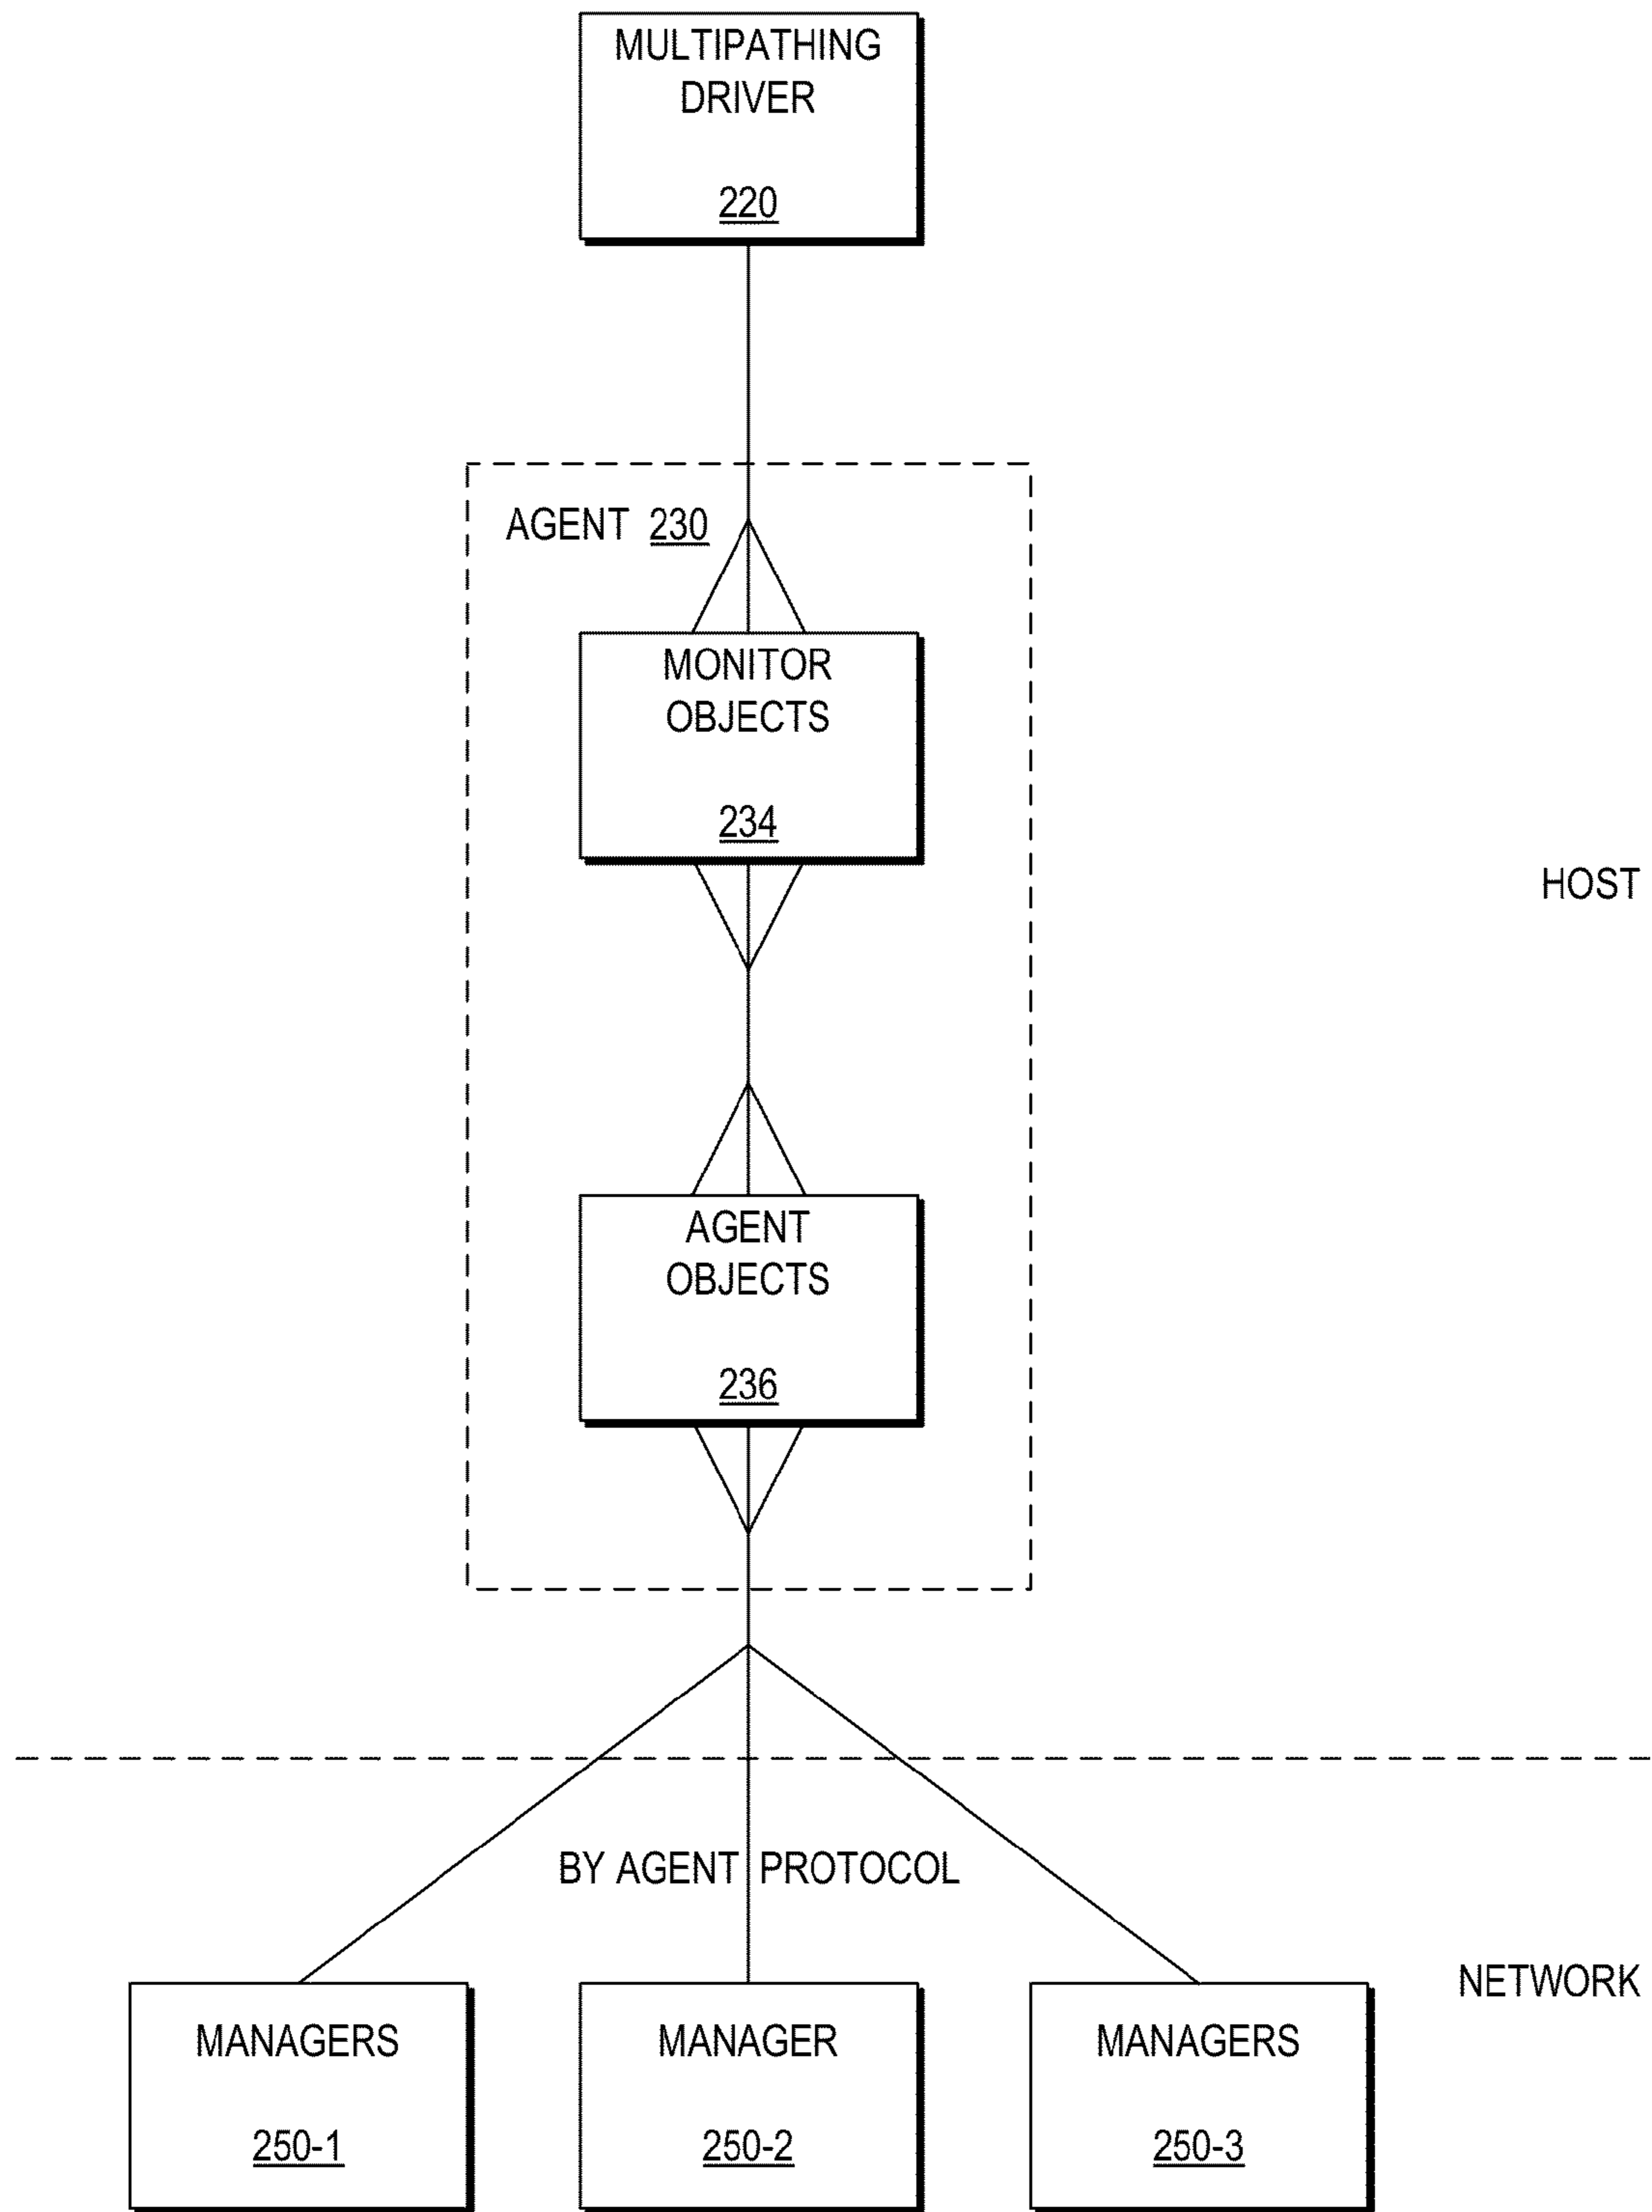 MULTIPATHING
DRIVER
220
AGENT 230
MONITOR
OBJECTS
234
HOST
AGENT
OBJECTS
236
BY AGENT PROTOCOL
NETWORK
MANAGERS
250-1
MANAGER
250-2
MANAGERS
250-3